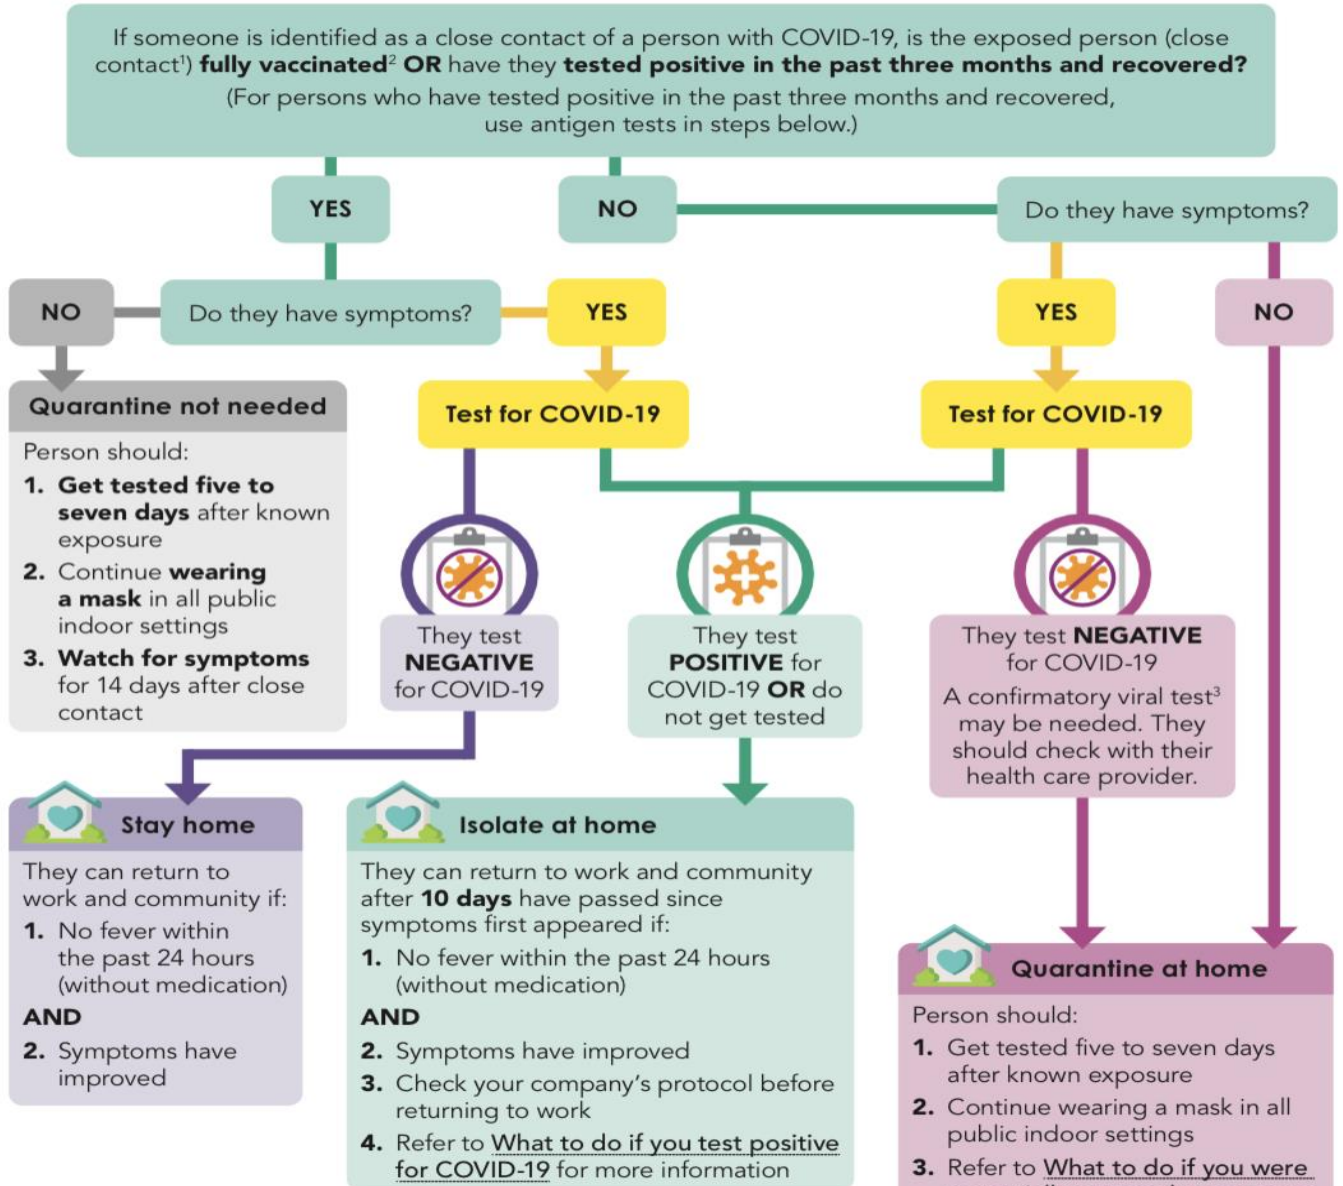 If someone is identified as a close contact of a person with COVID-19, is the exposed person (close
contact¹) fully vaccinated² OR have they tested positive in the past three months and recovered?
(For persons who have tested positive in the past three months and recovered,
use antigen tests in steps below.)
YES
NO
Do they have symptoms?
NO
Do they have symptoms?
YES
YES
NO
Quarantine not needed
Person should:
1. Get tested five to
seven days after known
exposure
2. Continue wearing
a mask in all public
indoor settings
3. Watch for symptoms
for 14 days after close
contact
Test for COVID-19
Test for COVID-19
They test
NEGATIVE
for COVID-19
They test
POSITIVE for
COVID-19 OR do
not get tested
They test NEGATIVE
for COVID-19
A confirmatory viral test³
may be needed. They
should check with their
health care provider.
Stay home
They can return to
work and community if:
1. No fever within
the past 24 hours
(without medication)
AND
2. Symptoms have
improved
Isolate at home
They can return to work and community
after 10 days have passed since
symptoms first appeared if:
1. No fever within the past 24 hours
(without medication)
AND
2. Symptoms have improved
3. Check your company's protocol before
returning to work
4. Refer to What to do if you test positive
for COVID-19 for more information
Quarantine at home
Person should:
1. Get tested five to seven days
after known exposure
2. Continue wearing a mask in all
public indoor settings
3. Refer to What to do if you were